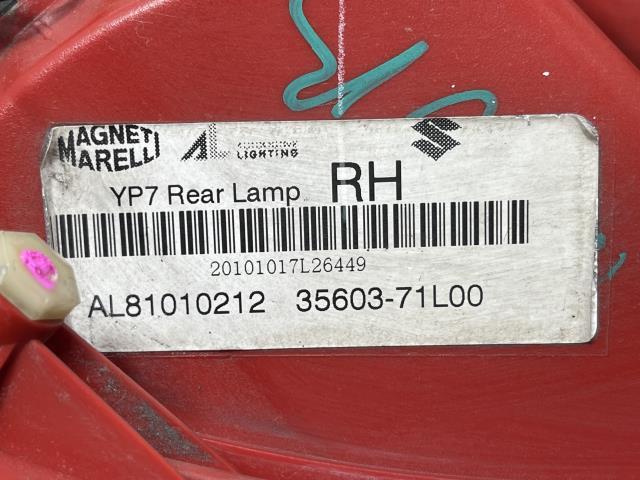 MAGNETI MARELLI
AL AUTOMOTIVE LIGHTING
YP7 Rear Lamp RH
20101017L26449
AL81010212 35603-71L00